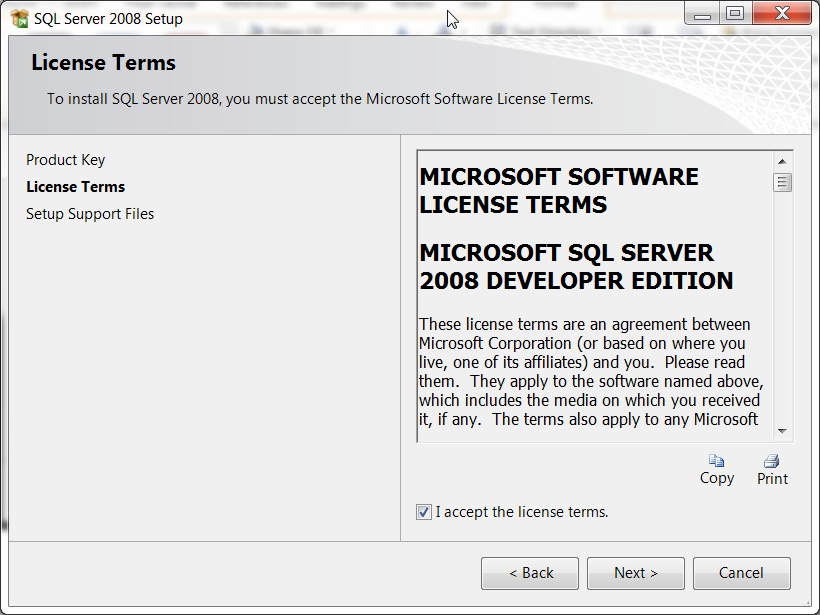 SQL Server 2008 Setup
License Terms
To install SQL Server 2008, you must accept the Microsoft Software License Terms.
Product Key
License Terms
Setup Support Files
MICROSOFT SOFTWARE
LICENSE TERMS
MICROSOFT SQL SERVER
2008 DEVELOPER EDITION
These license terms are an agreement between
Microsoft Corporation (or based on where you
live, one of its affiliates) and you.  Please read
them.  They apply to the software named above,
which includes the media on which you received
it, if any.  The terms also apply to any Microsoft
Copy Print
I accept the license terms.
< Back Next > Cancel